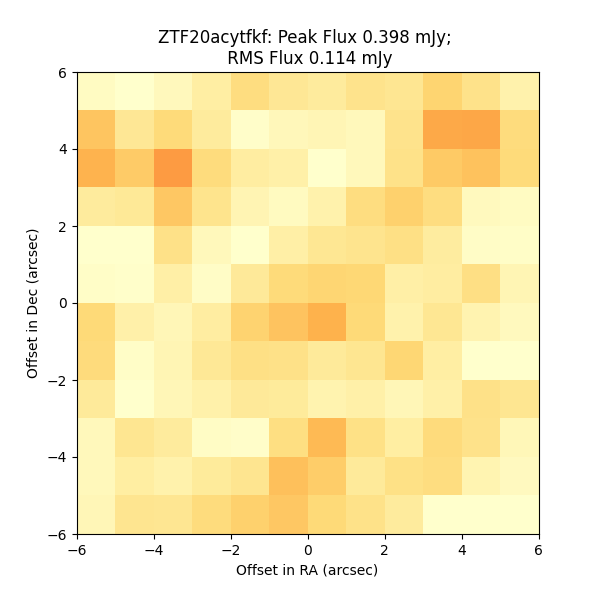 ZTF20acytfkf: Peak Flux 0.398 mJy;
RMS Flux 0.114 mJy
6
4
2
0
−2
−4
−6
Offset in Dec (arcsec)
−6 −4 −2 0 2 4 6
Offset in RA (arcsec)